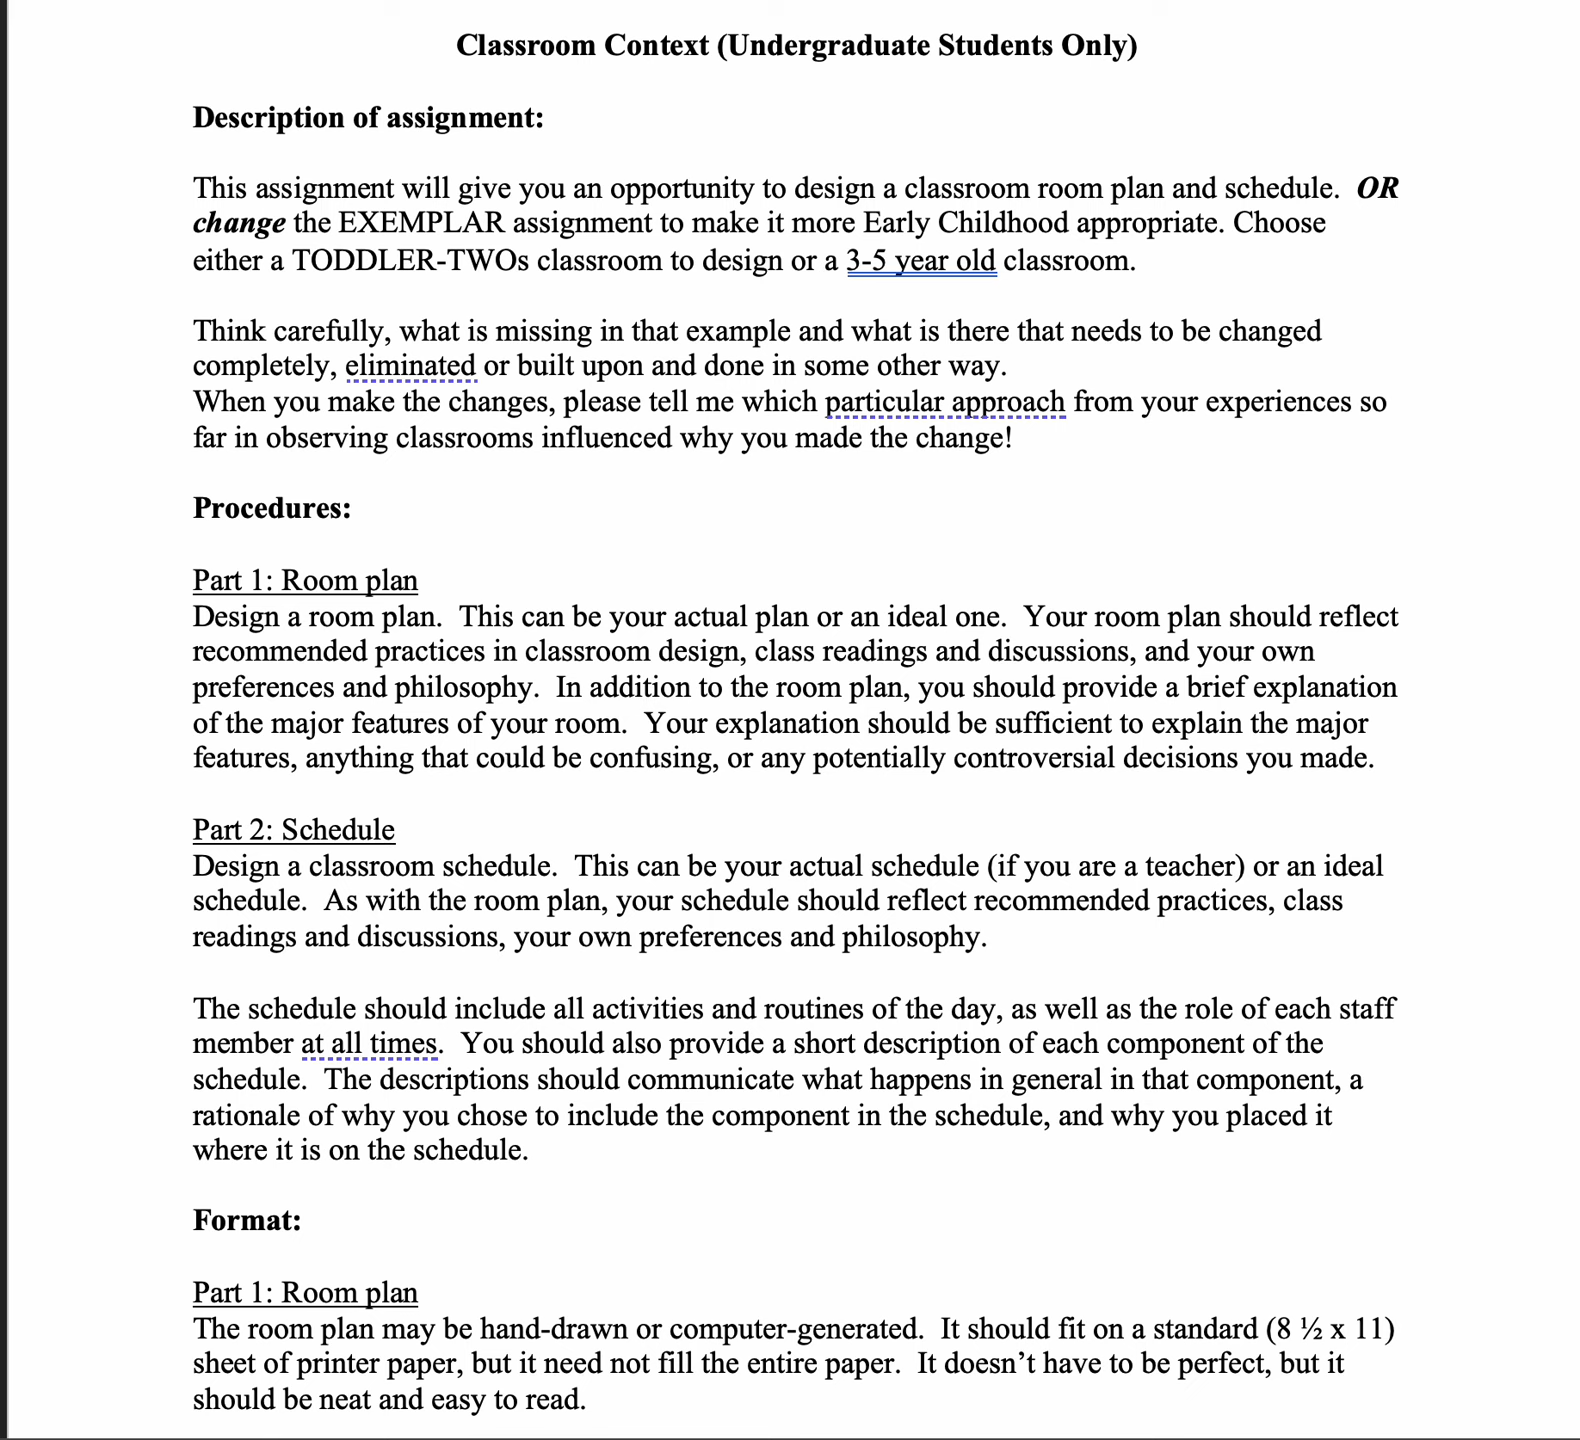 Classroom Context (Undergraduate Students Only)
Description of assignment:
This assignment will give you an opportunity to design a classroom room plan and schedule.  OR
change the EXEMPLAR assignment to make it more Early Childhood appropriate. Choose
either a TODDLER-TWOs classroom to design or a 3-5 year old classroom.
Think carefully, what is missing in that example and what is there that needs to be changed
completely, eliminated or built upon and done in some other way.
When you make the changes, please tell me which particular approach from your experiences so
far in observing classrooms influenced why you made the change!
Procedures:
Part 1: Room plan
Design a room plan.  This can be your actual plan or an ideal one.  Your room plan should reflect
recommended practices in classroom design, class readings and discussions, and your own
preferences and philosophy.  In addition to the room plan, you should provide a brief explanation
of the major features of your room.  Your explanation should be sufficient to explain the major
features, anything that could be confusing, or any potentially controversial decisions you made.
Part 2: Schedule
Design a classroom schedule.  This can be your actual schedule (if you are a teacher) or an ideal
schedule.  As with the room plan, your schedule should reflect recommended practices, class
readings and discussions, your own preferences and philosophy.
The schedule should include all activities and routines of the day, as well as the role of each staff
member at all times.  You should also provide a short description of each component of the
schedule.  The descriptions should communicate what happens in general in that component, a
rationale of why you chose to include the component in the schedule, and why you placed it
where it is on the schedule.
Format:
Part 1: Room plan
The room plan may be hand-drawn or computer-generated.  It should fit on a standard (8 ½ x 11)
sheet of printer paper, but it need not fill the entire paper.  It doesn’t have to be perfect, but it
should be neat and easy to read.